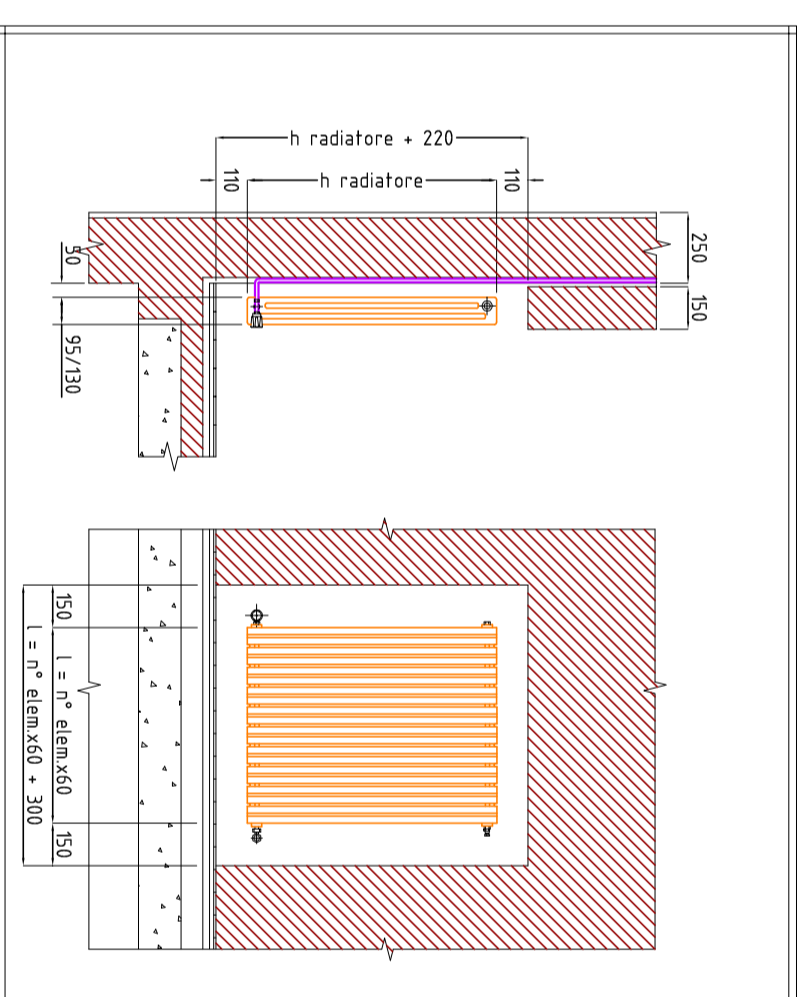 h radiatore + 220
110
h radiatore
110
250
150
50
95/130
150
l = n° elem.x60
150
l = n° elem.x60 + 300